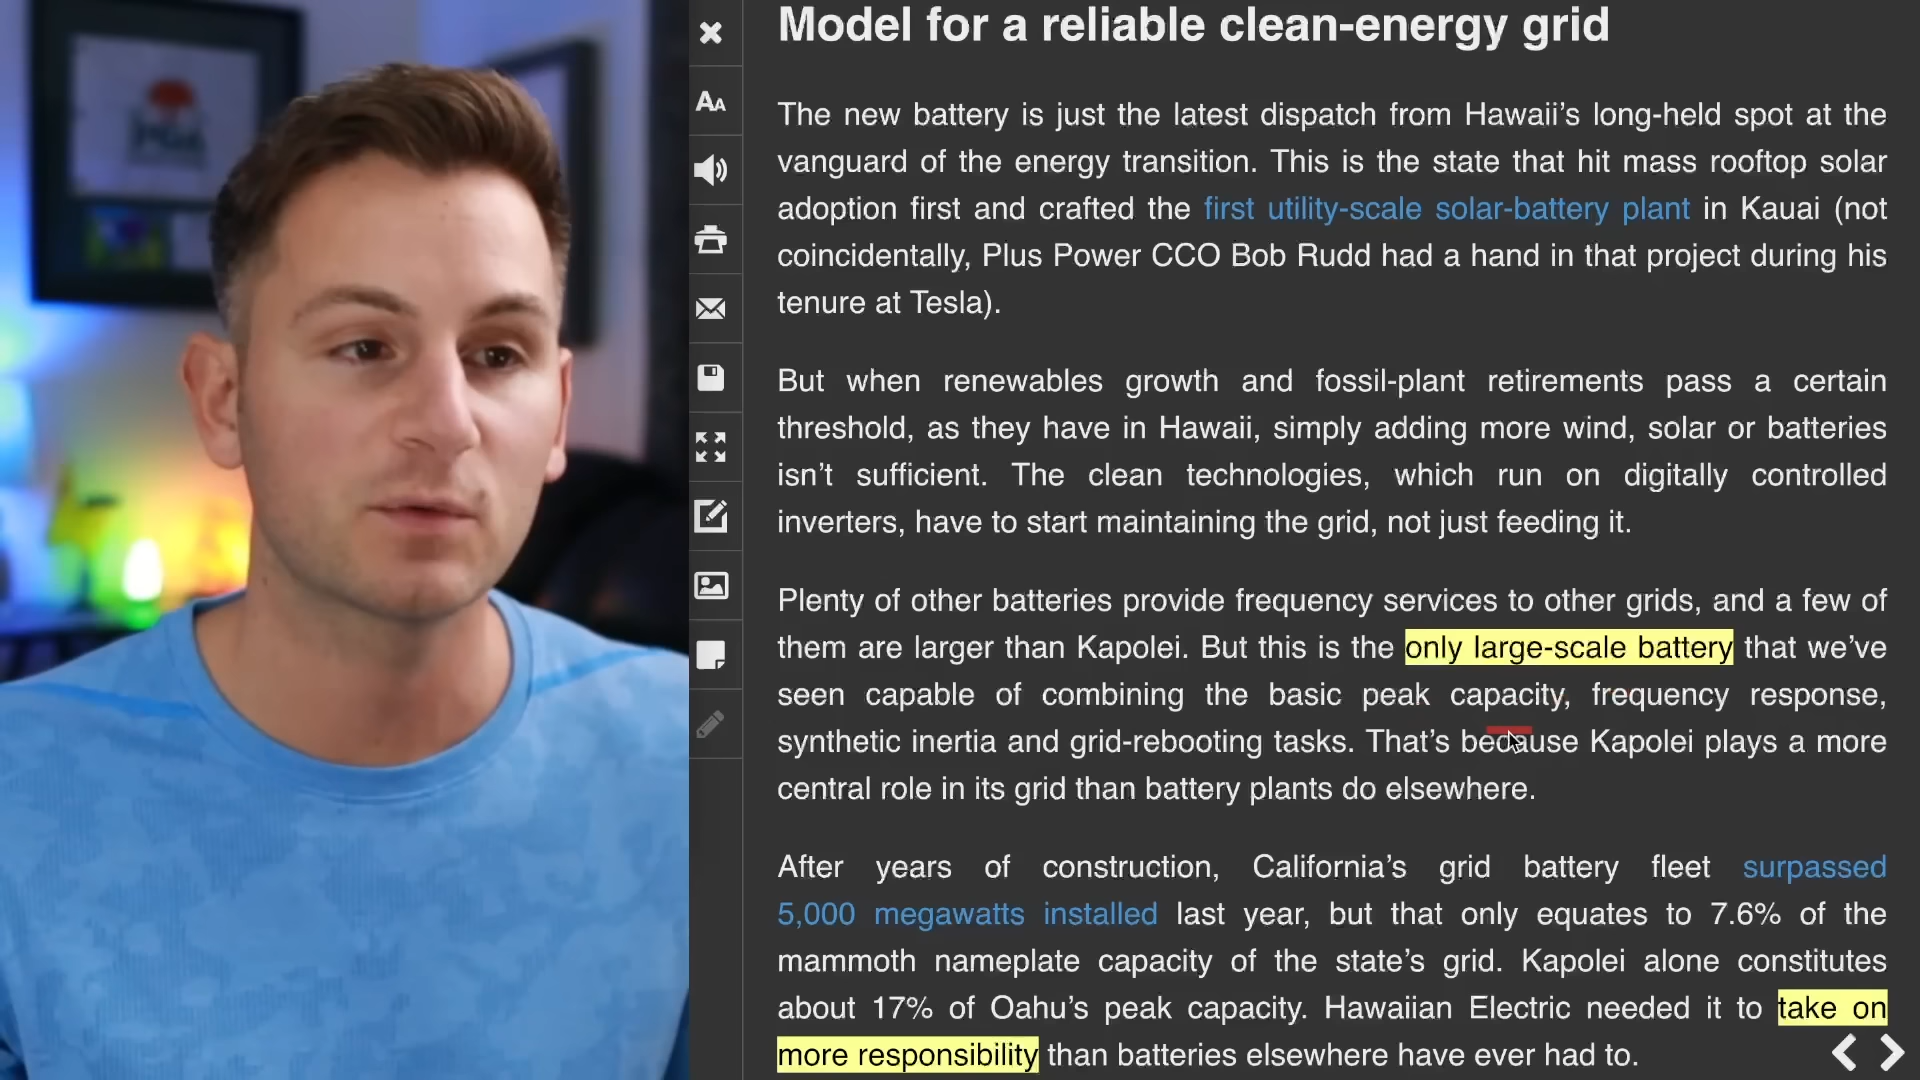 Model for a reliable clean-energy grid
The new battery is just the latest dispatch from Hawaii’s long-held spot at the
vanguard of the energy transition. This is the state that hit mass rooftop solar
adoption first and crafted the first utility-scale solar-battery plant in Kauai (not
coincidentally, Plus Power CCO Bob Rudd had a hand in that project during his
tenure at Tesla).
But when renewables growth and fossil-plant retirements pass a certain
threshold, as they have in Hawaii, simply adding more wind, solar or batteries
isn’t sufficient. The clean technologies, which run on digitally controlled
inverters, have to start maintaining the grid, not just feeding it.
Plenty of other batteries provide frequency services to other grids, and a few of
them are larger than Kapolei. But this is the only large-scale battery that we’ve
seen capable of combining the basic peak capacity, frequency response,
synthetic inertia and grid-rebooting tasks. That’s because Kapolei plays a more
central role in its grid than battery plants do elsewhere.
After years of construction, California’s grid battery fleet surpassed
5,000 megawatts installed last year, but that only equates to 7.6% of the
mammoth nameplate capacity of the state’s grid. Kapolei alone constitutes
about 17% of Oahu’s peak capacity. Hawaiian Electric needed it to take on
more responsibility than batteries elsewhere have ever had to.